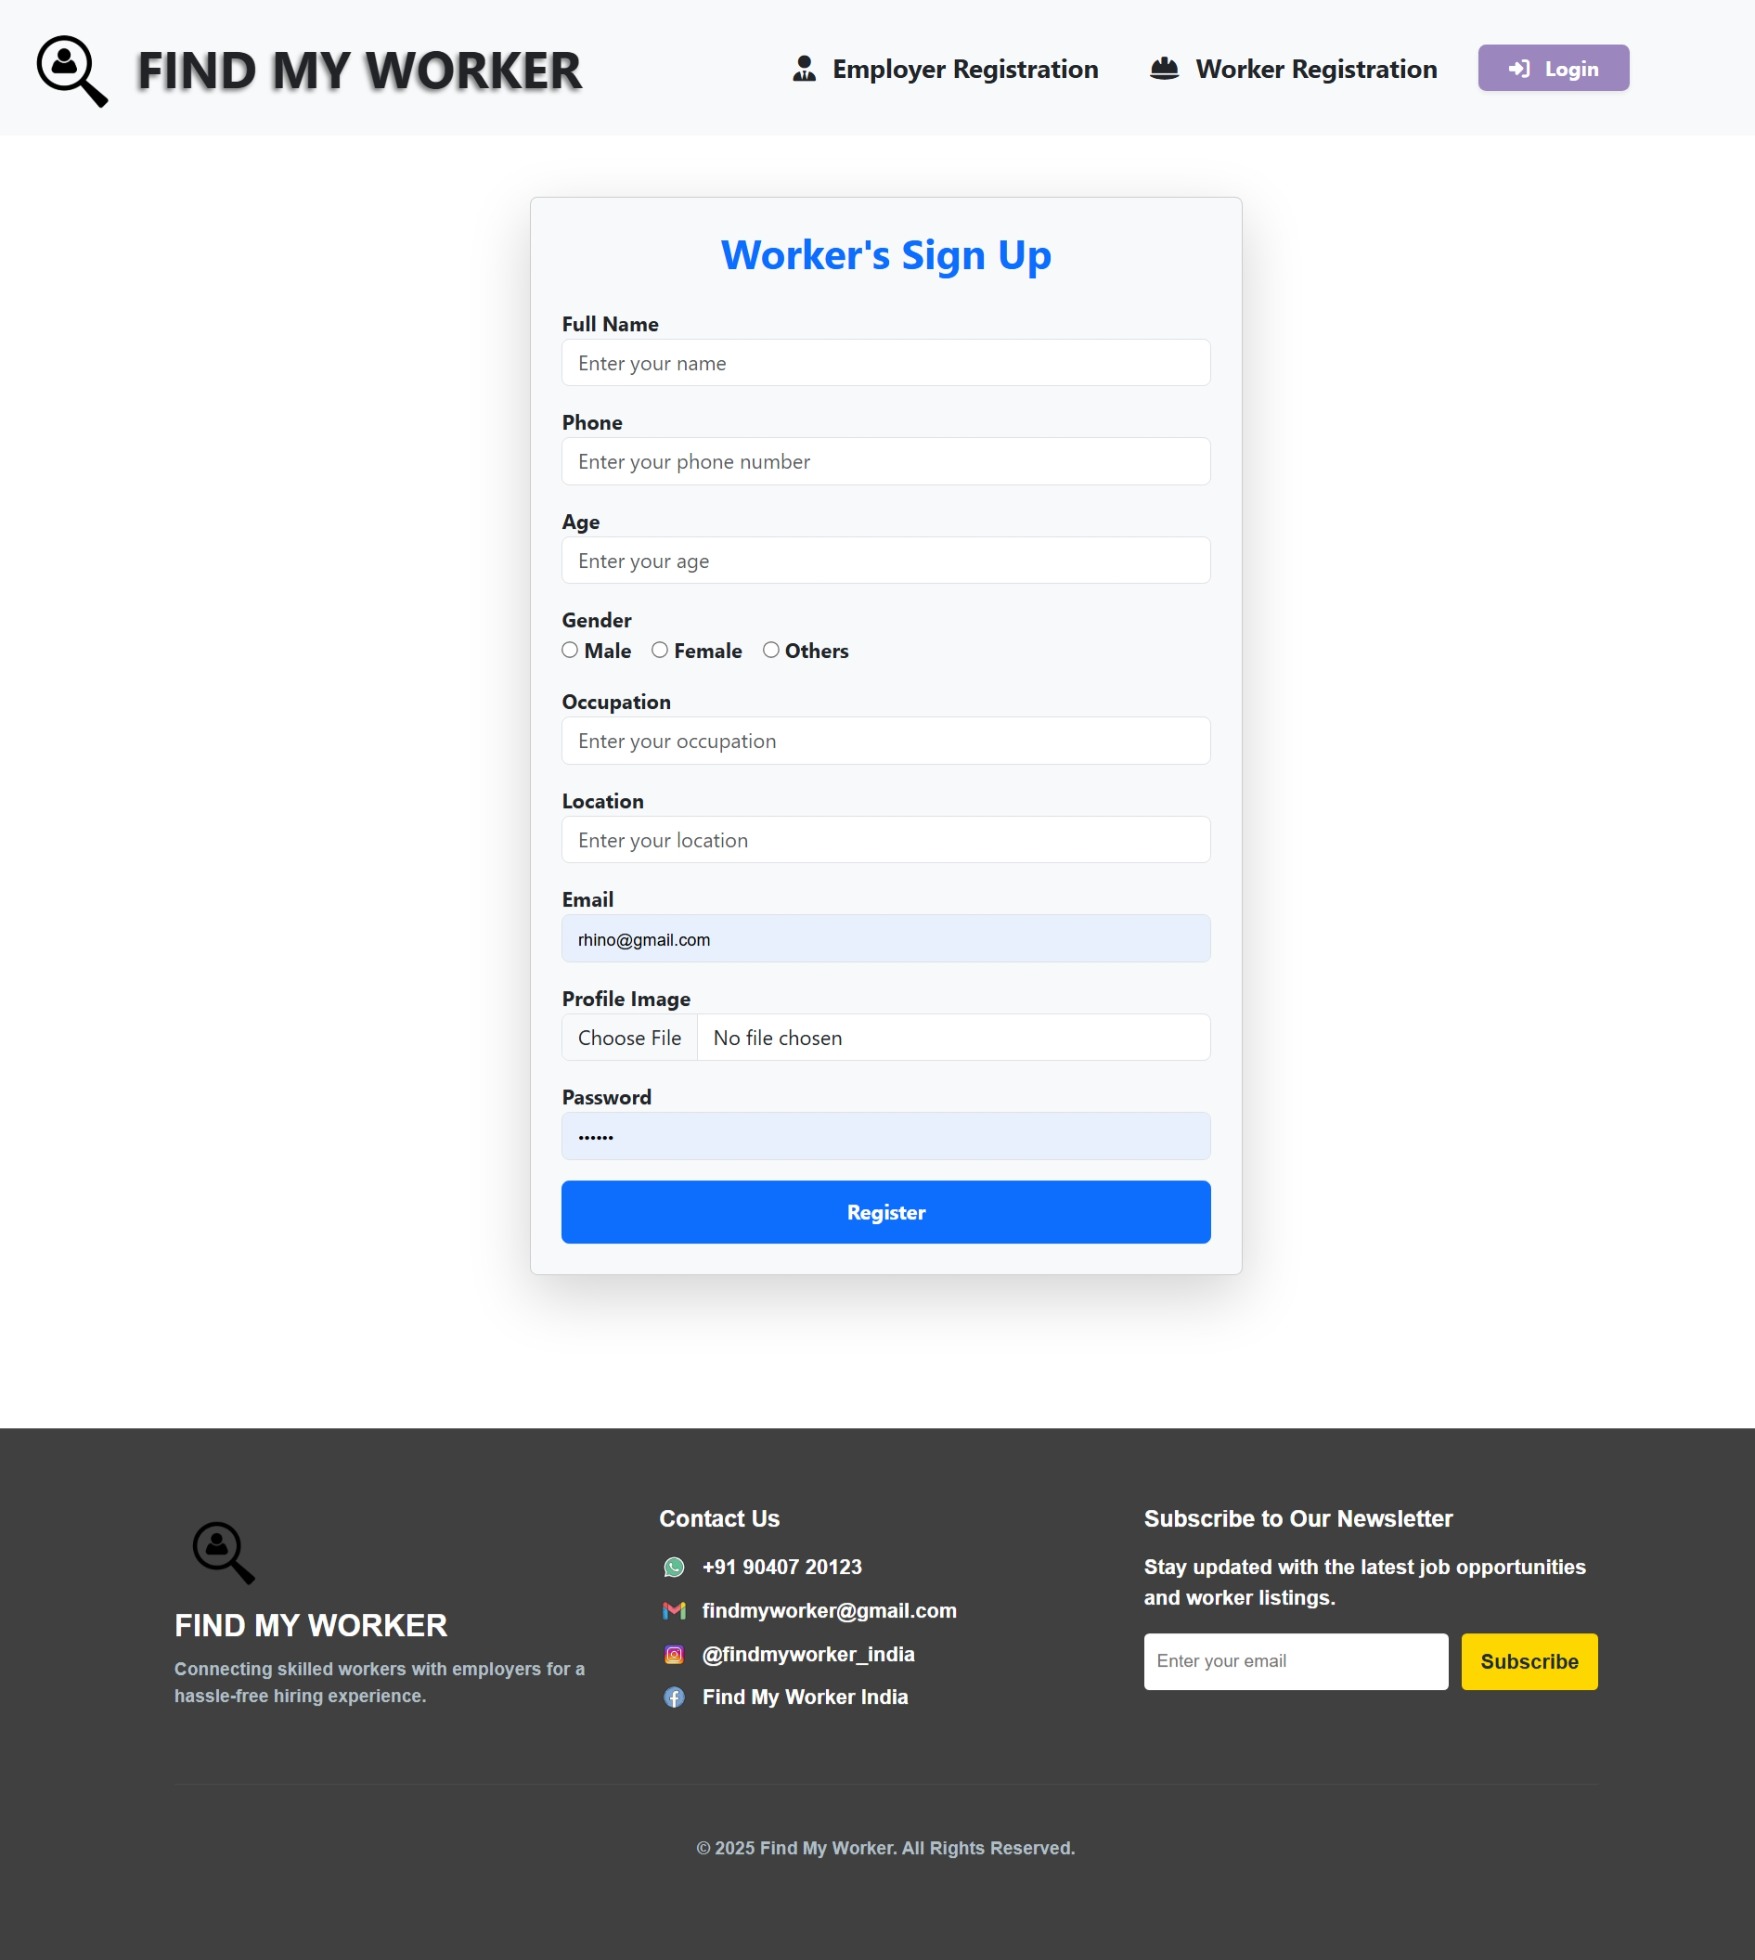 FIND MY WORKER
Employer Registration
Worker Registration
Login
Worker's Sign Up
Full Name
Enter your name
Phone
Enter your phone number
Age
Enter your age
Gender
Male Female Others
Occupation
Enter your occupation
Location
Enter your location
Email
rhino@gmail.com
Profile Image
Choose File No file chosen
Password
••••••
Register
FIND MY WORKER
Connecting skilled workers with employers for a
hassle-free hiring experience.
Contact Us
+91 90407 20123
findmyworker@gmail.com
@findmyworker_india
Find My Worker India
Subscribe to Our Newsletter
Stay updated with the latest job opportunities
and worker listings.
Enter your email
Subscribe
© 2025 Find My Worker. All Rights Reserved.